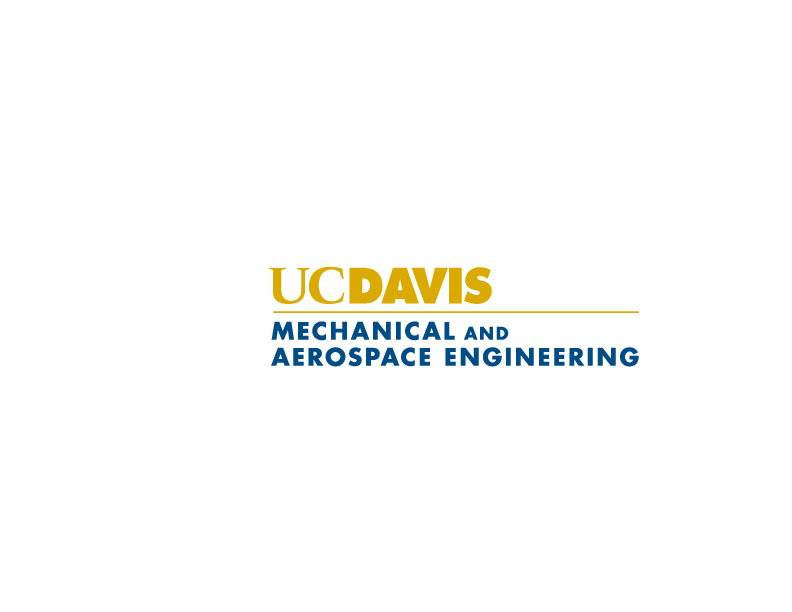 UCDAVIS
MECHANICAL AND
AEROSPACE ENGINEERING